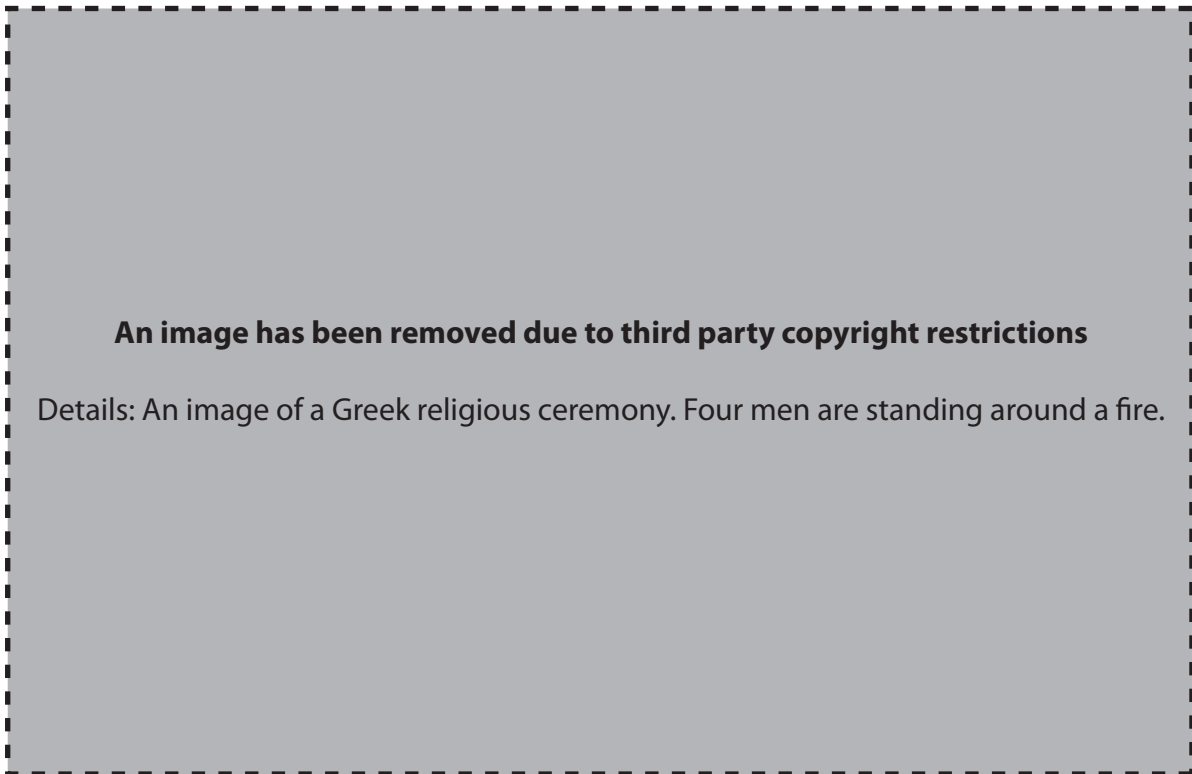 An image has been removed due to third party copyright restrictions
Details: An image of a Greek religious ceremony. Four men are standing around a fire.